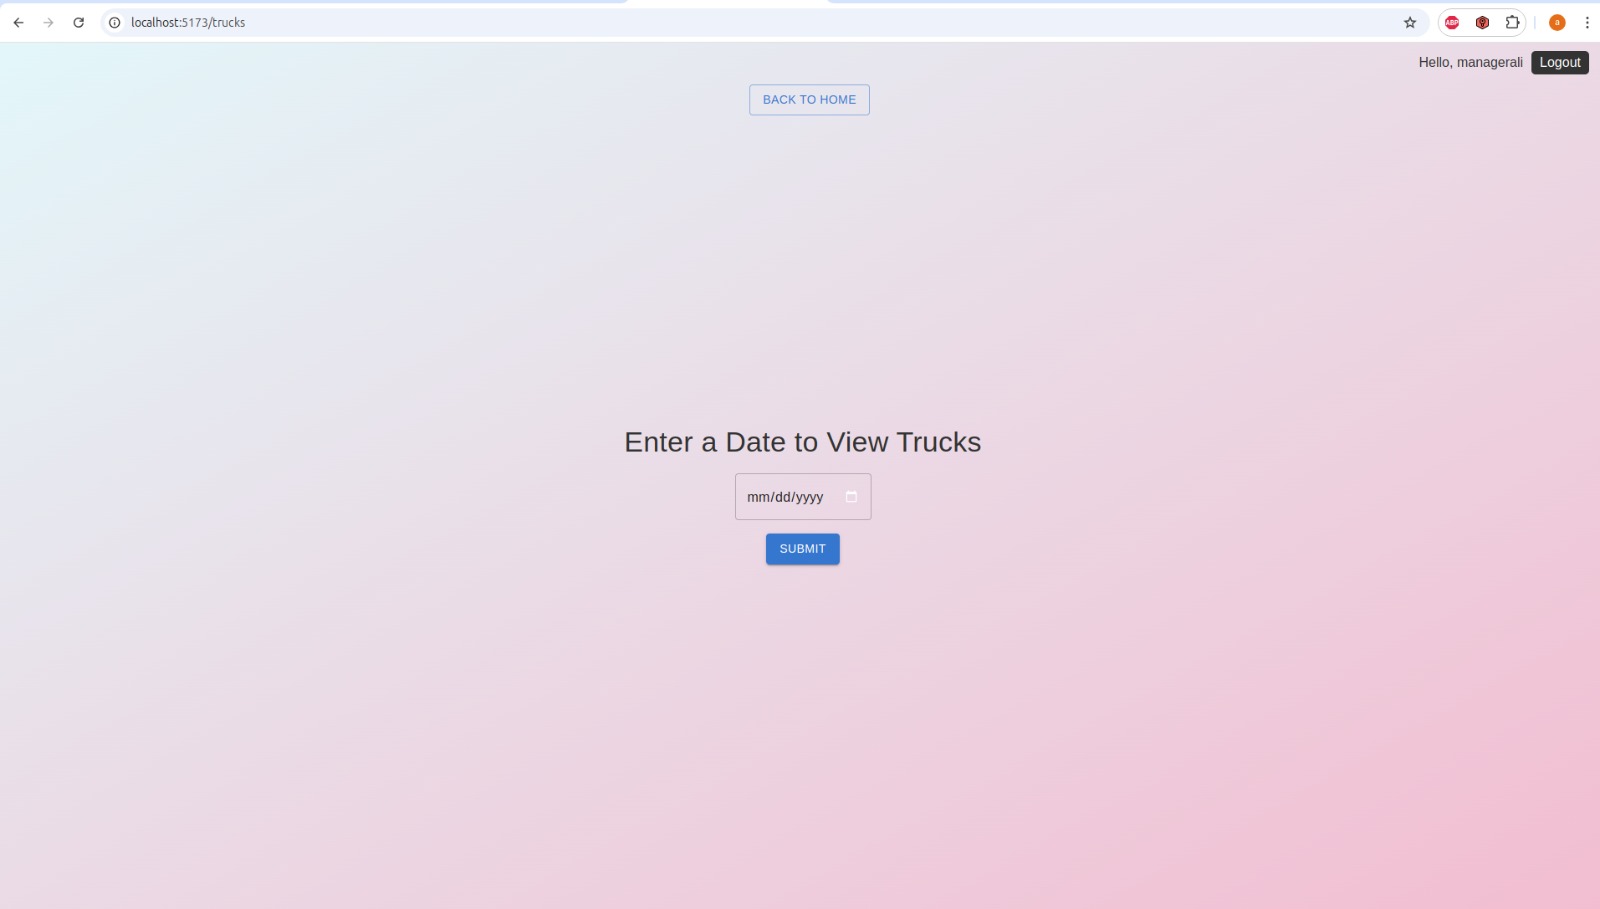 localhost:5173/trucks
ABP
a
Hello, managerali Logout
BACK TO HOME
Enter a Date to View Trucks
mm/dd/yyyy
SUBMIT